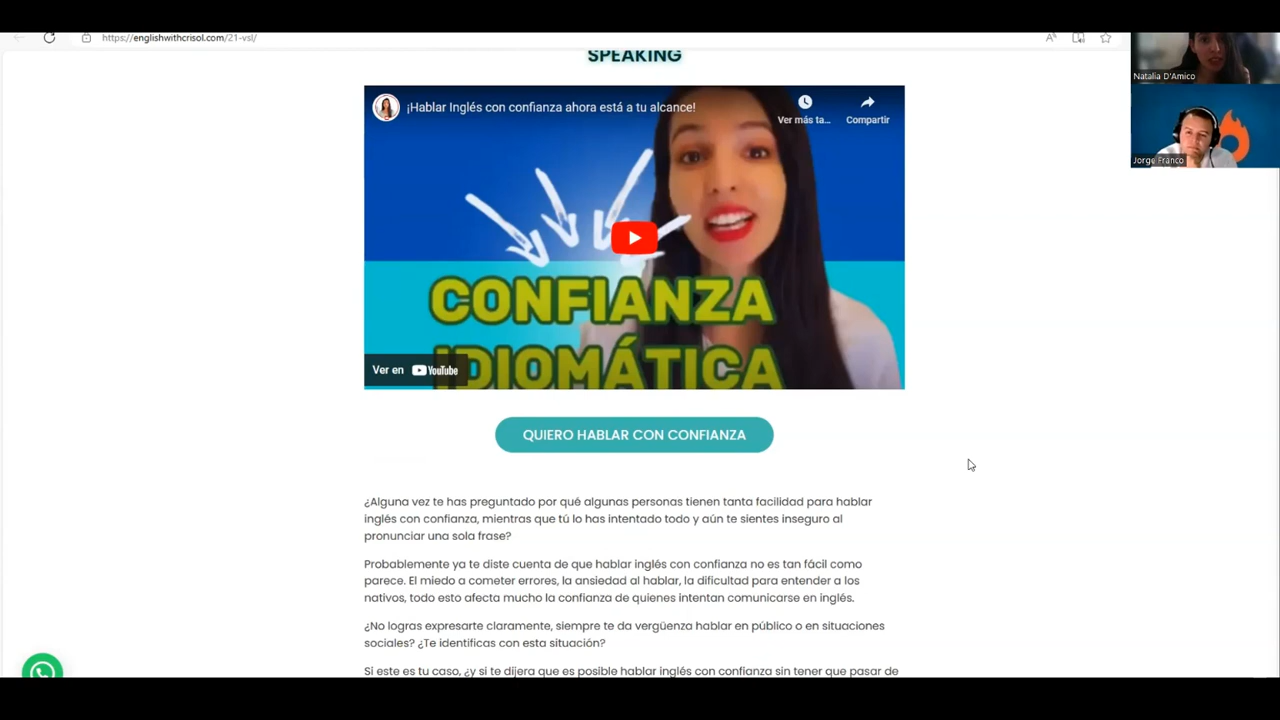 https://englishwithcrisol.com/21-vsl/
Natalia D'Amico
Jorge Franco
SPEAKING
¡Hablar Inglés con confianza ahora está a tu alcance!
Ver más ta...
Compartir
CONFIANZA
IDIOMÁTICA
Ver en YouTube
QUIERO HABLAR CON CONFIANZA
¿Alguna vez te has preguntado por qué algunas personas tienen tanta facilidad para hablar
inglés con confianza, mientras que tú lo has intentado todo y aún te sientes inseguro al
pronunciar una sola frase?
Probablemente ya te diste cuenta de que hablar inglés con confianza no es tan fácil como
parece. El miedo a cometer errores, la ansiedad al hablar, la dificultad para entender a los
nativos, todo esto afecta mucho la confianza de quienes intentan comunicarse en inglés.
¿No logras expresarte claramente, siempre te da vergüenza hablar en público o en situaciones
sociales? ¿Te identificas con esta situación?
Si este es tu caso, ¿y si te dijera que es posible hablar inglés con confianza sin tener que pasar de